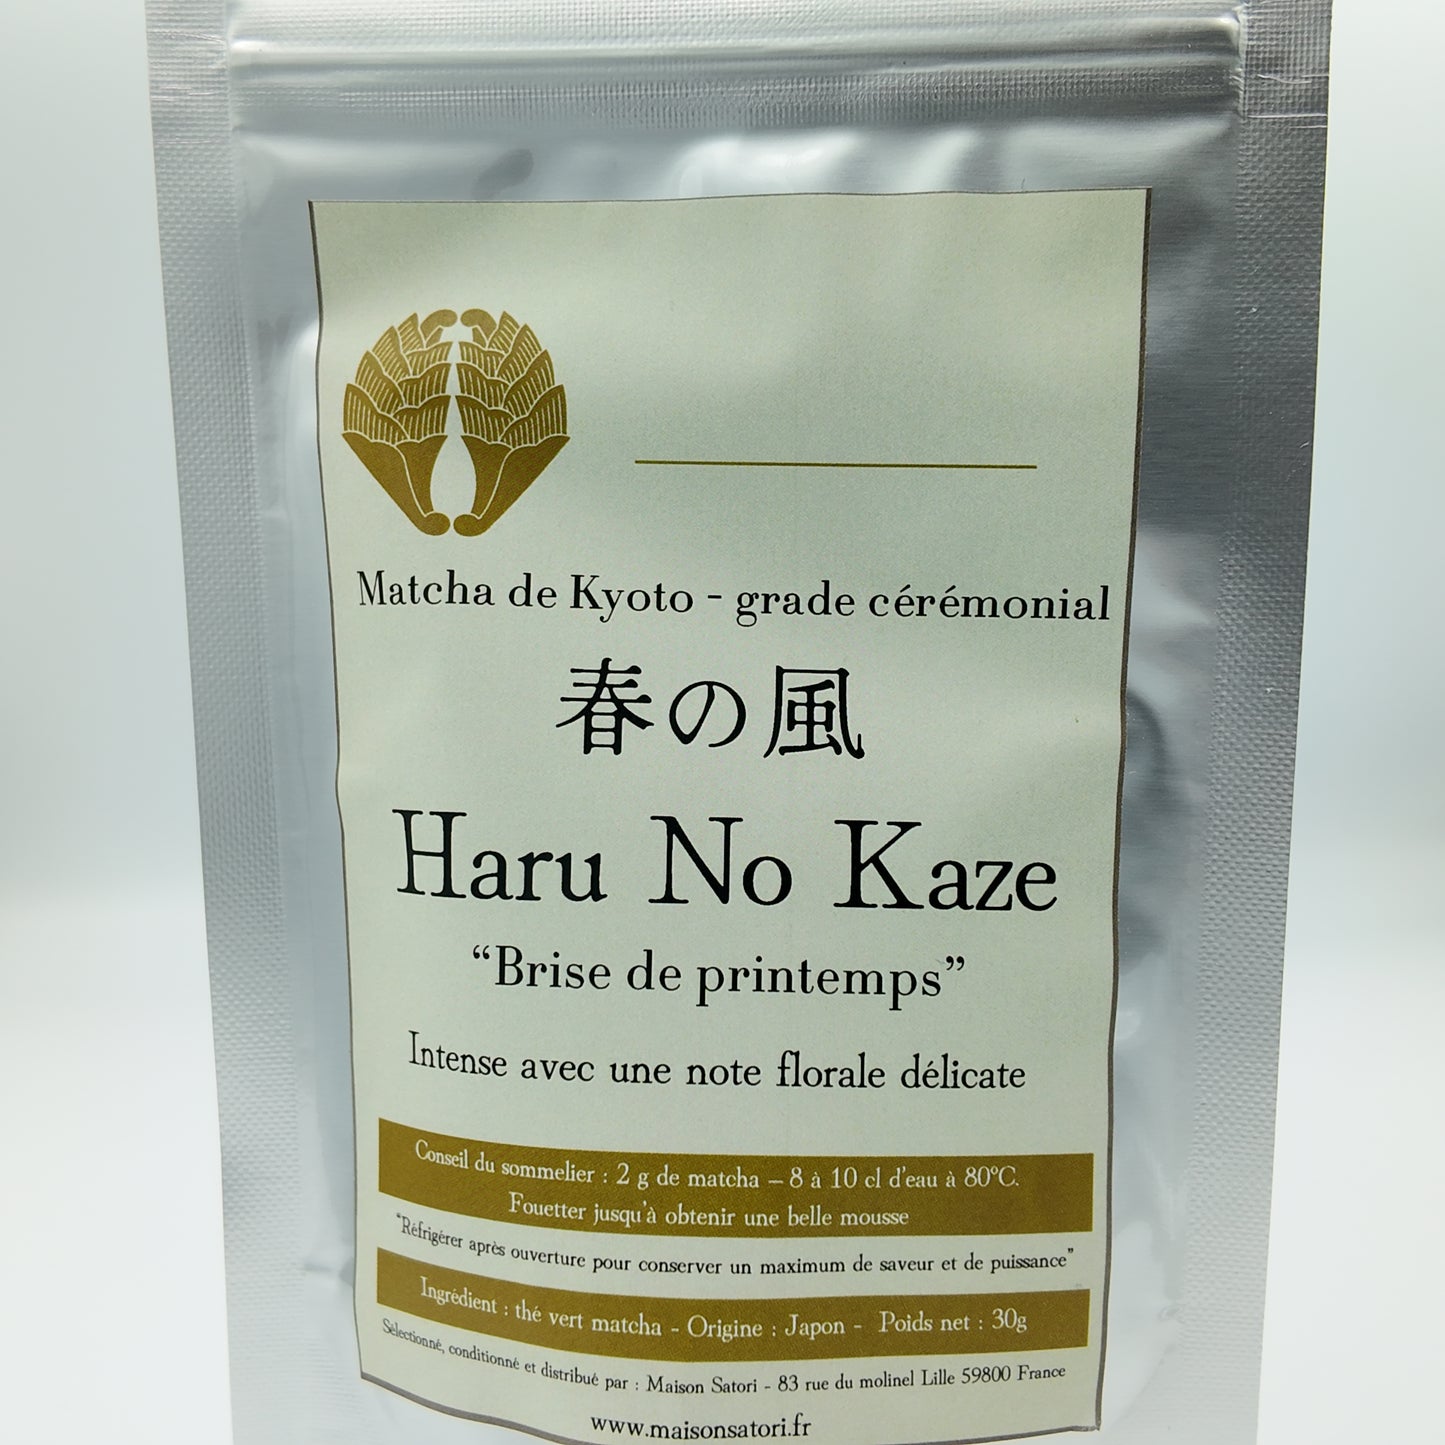 Matcha de Kyoto - grade cérémonial
春の風
Haru No Kaze
“Brise de printemps”
Intense avec une note florale délicate
Conseil du sommelier : 2 g de matcha – 8 à 10 cl d'eau à 80°C.
Fouetter jusqu'à obtenir une belle mousse
“Réfrigérer après ouverture pour conserver un maximum de saveur et de puissance”
Ingrédient : thé vert matcha - Origine : Japon - Poids net : 30g
Sélectionné, conditionné et distribué par : Maison Satori - 83 rue du molinel Lille 59800 France
www.maisonsatori.fr